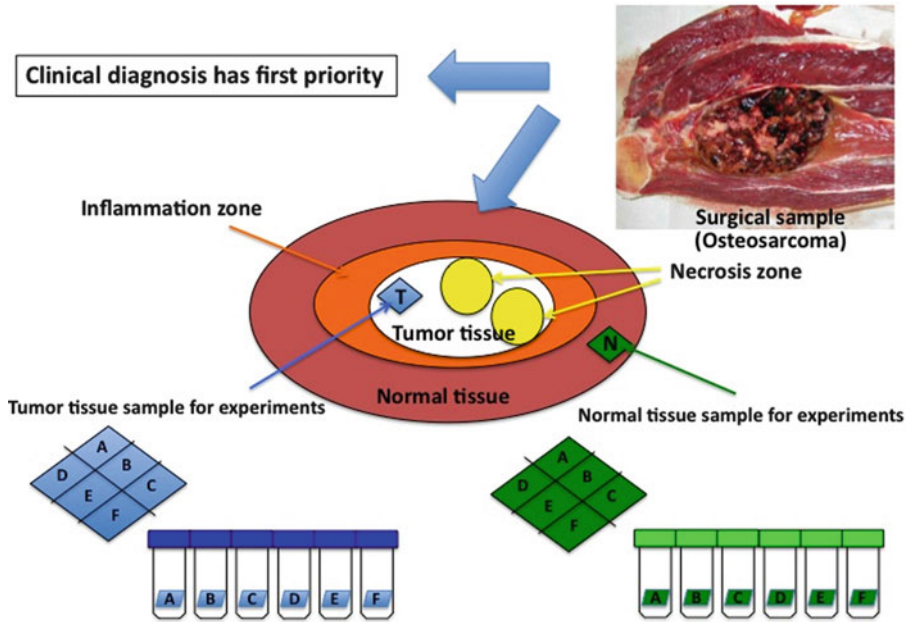 Clinical diagnosis has first priority
Surgical sample
(Osteosarcoma)
Inflammation zone
Necrosis zone
T
Tumor tissue
N
Normal tissue
Tumor tissue sample for experiments
Normal tissue sample for experiments
A
B
D
C
E
F
A
B
D
C
E
F
A B C D E F
A B C D E F